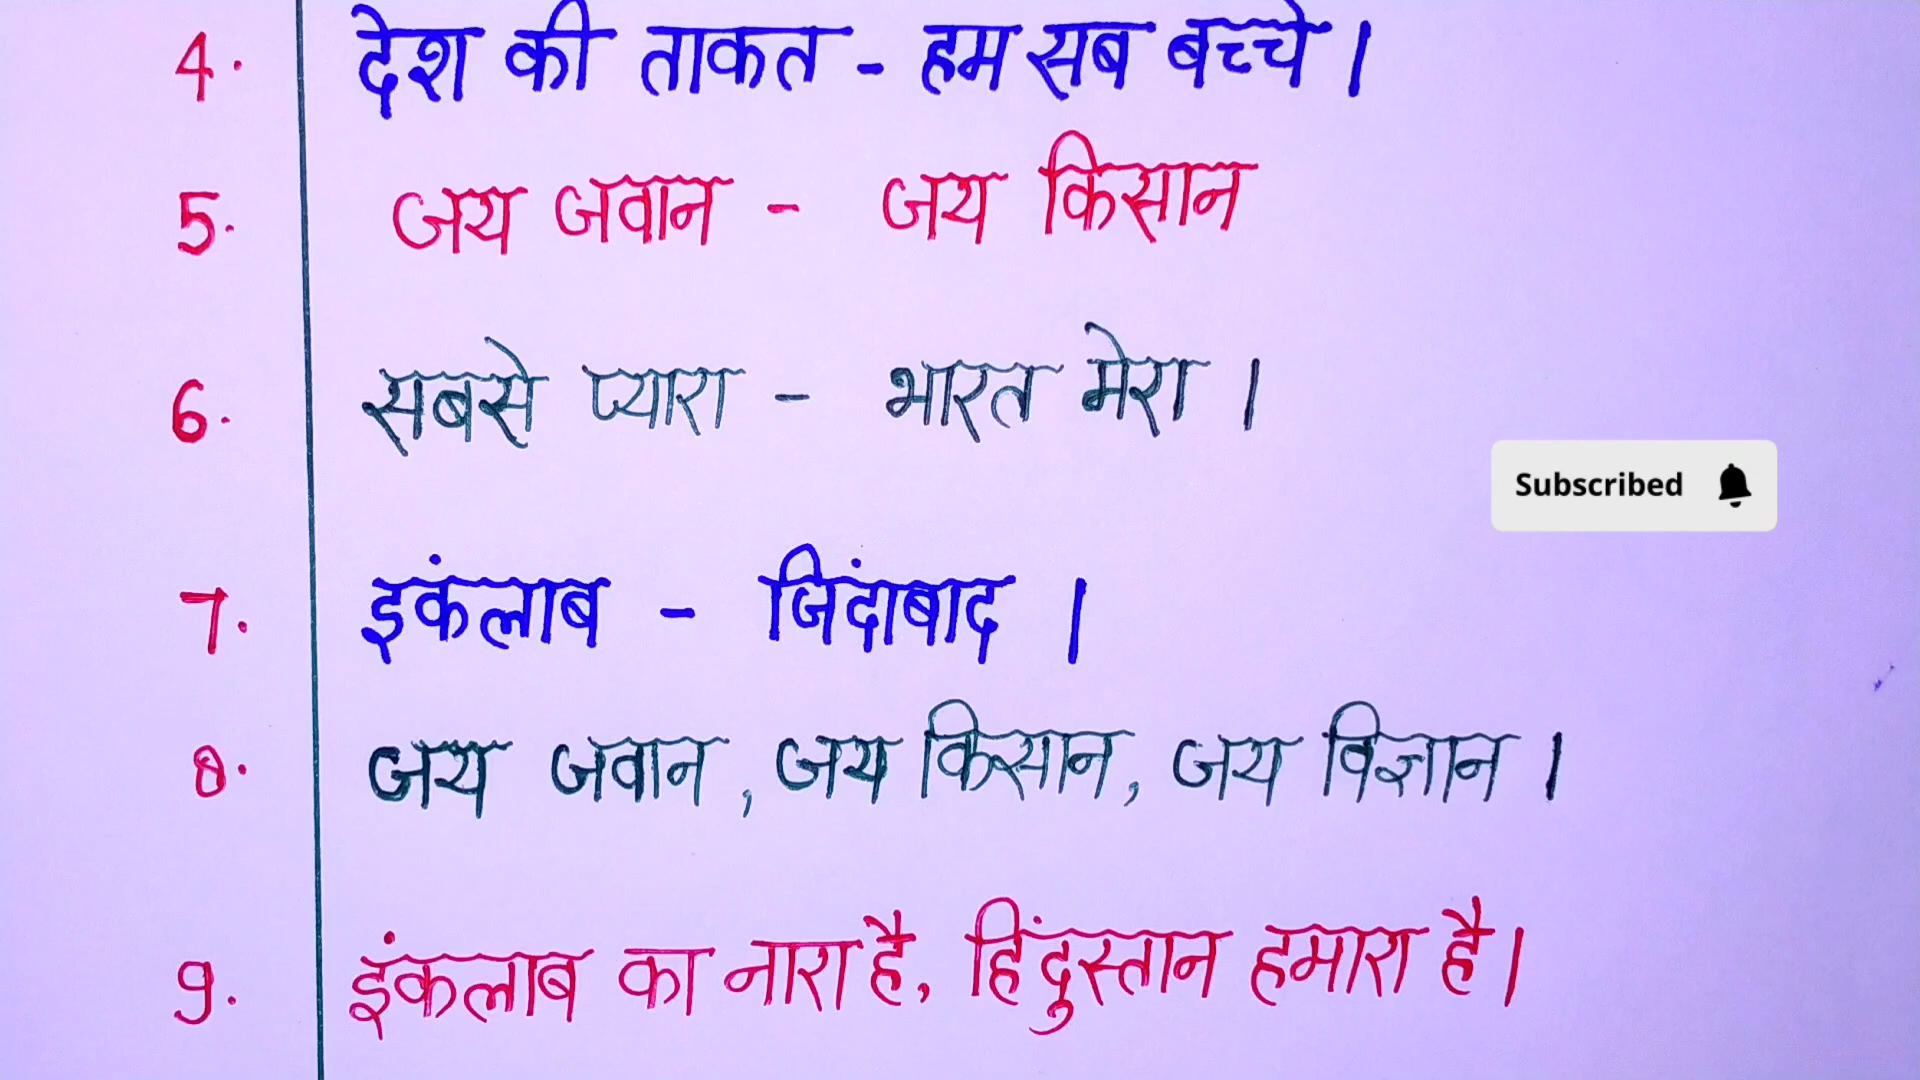 4. देश की ताकत - हम सब बच्चे।
5. जय जवान - जय किसान
6. सबसे प्यारा - भारत मेरा।
Subscribed
7. इकंलाब - जिंदाबाद।
8. जय जवान, जय किसान, जय विज्ञान।
9. इंकलाब का नारा है, हिंदुस्तान हमारा है।